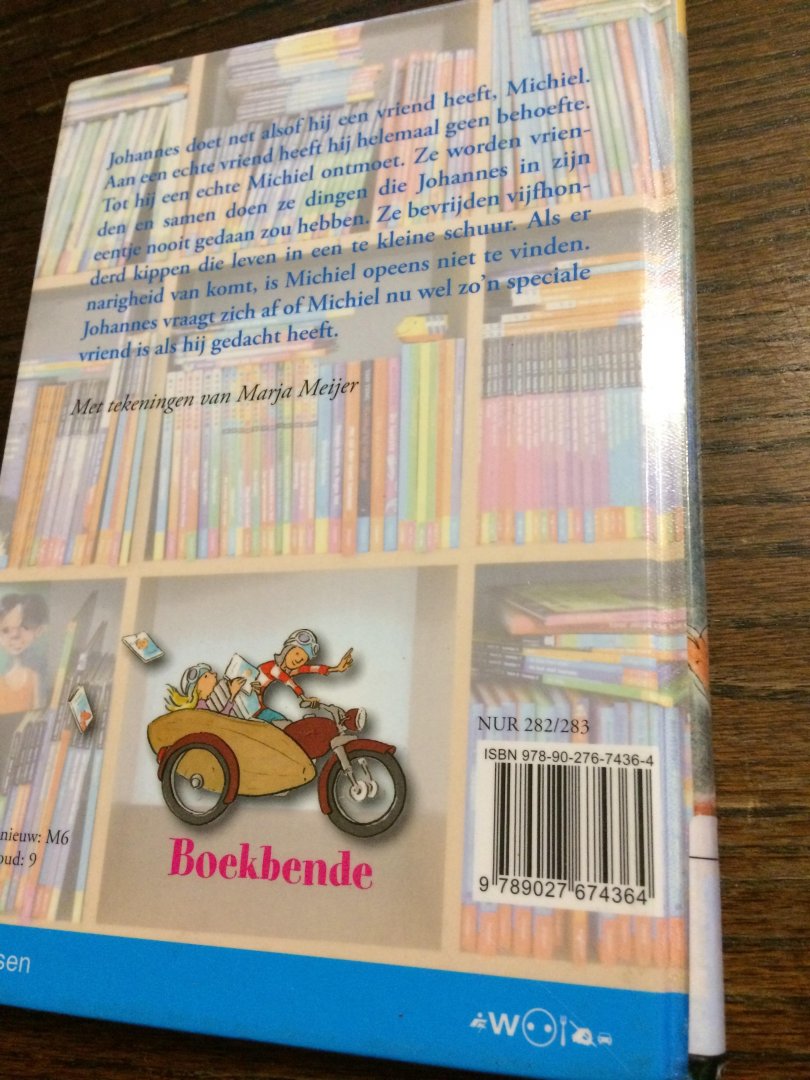 Johannes doet net alsof hij een vriend heeft, Michiel.
Aan een echte vriend heeft hij helemaal geen behoefte.
Tot hij een echte Michiel ontmoet. Ze worden vrien-
den en samen doen ze dingen die Johannes in zijn
eentje nooit gedaan zou hebben. Ze bevrijden vijfhon-
derd kippen die leven in een te kleine schuur. Als er
narigheid van komt, is Michiel opeens niet te vinden.
Johannes vraagt zich af of Michiel nu wel zo'n speciale
vriend is als hij gedacht heeft.
Met tekeningen van Marja Meijer
NUR 282/283
ISBN 978-90-276-7436-4
nieuw: M6
oud: 9
Boekbende
9 789027 674364
sen
W